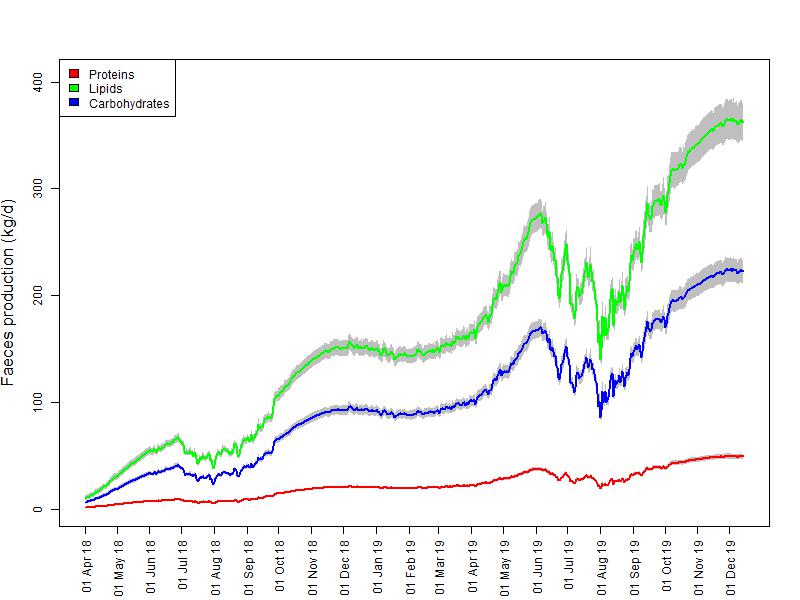 Proteins
Lipids
Carbohydrates
Faeces production (kg/d)
400
300
200
100
0
01 Apr 18
01 May 18
01 Jun 18
01 Jul 18
01 Aug 18
01 Sep 18
01 Oct 18
01 Nov 18
01 Dec 18
01 Jan 19
01 Feb 19
01 Mar 19
01 Apr 19
01 May 19
01 Jun 19
01 Jul 19
01 Aug 19
01 Sep 19
01 Oct 19
01 Nov 19
01 Dec 19